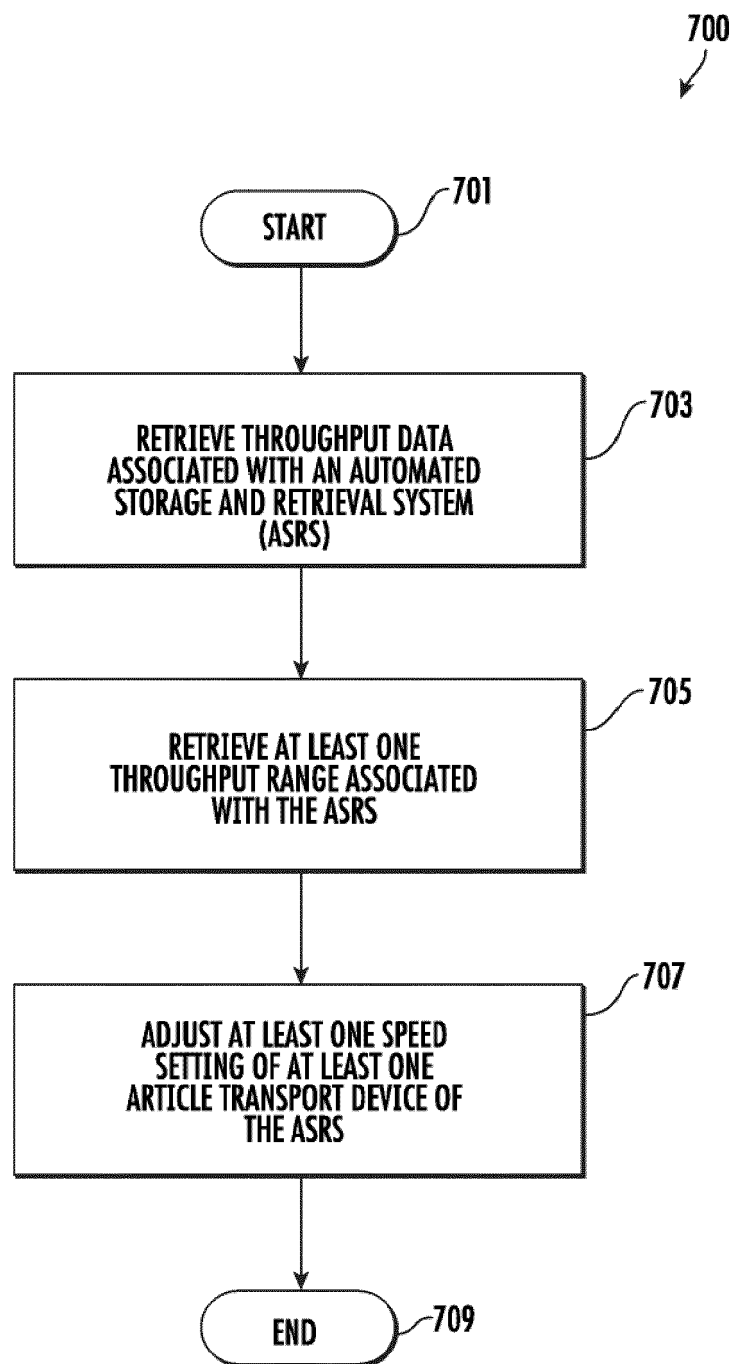 700
START
701
703
RETRIEVE THROUGHPUT DATA
ASSOCIATED WITH AN AUTOMATED
STORAGE AND RETRIEVAL SYSTEM
(ASRS)
705
RETRIEVE AT LEAST ONE
THROUGHPUT RANGE ASSOCIATED
WITH THE ASRS
707
ADJUST AT LEAST ONE SPEED
SETTING OF AT LEAST ONE
ARTICLE TRANSPORT DEVICE OF
THE ASRS
END
709